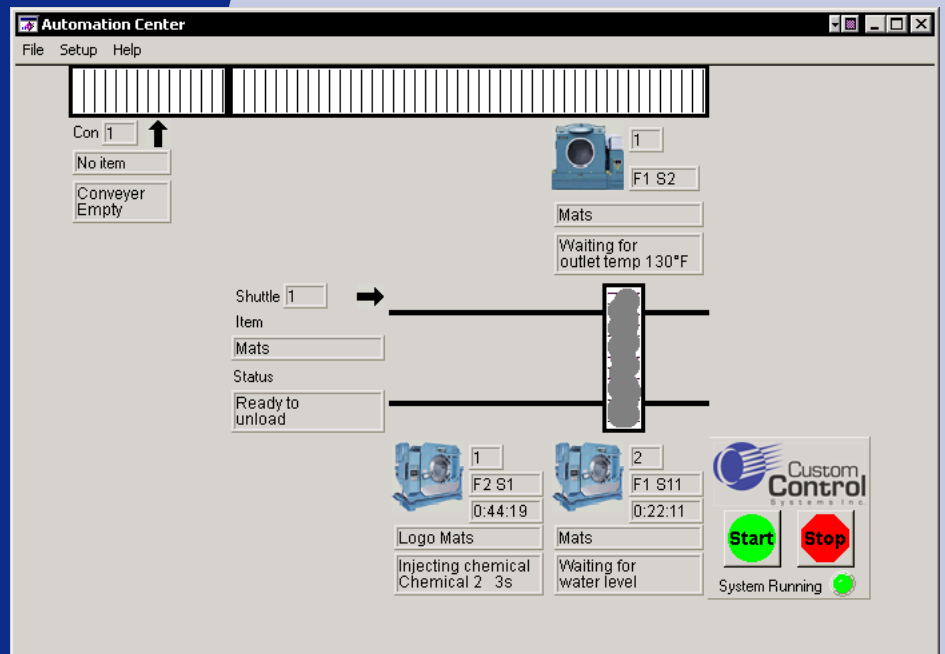 Automation Center
File Setup Help
Con 1
No item
Conveyer
Empty
1
F1 S2
Mats
Waiting for
outlet temp 130°F
Shuttle 1
Item
Mats
Status
Ready to
unload
1
F2 S1
0:44:19
Logo Mats
Injecting chemical
Chemical 2 3s
2
F1 S11
0:22:11
Mats
Waiting for
water level
Custom
Control
Systems Inc.
Start Stop
System Running